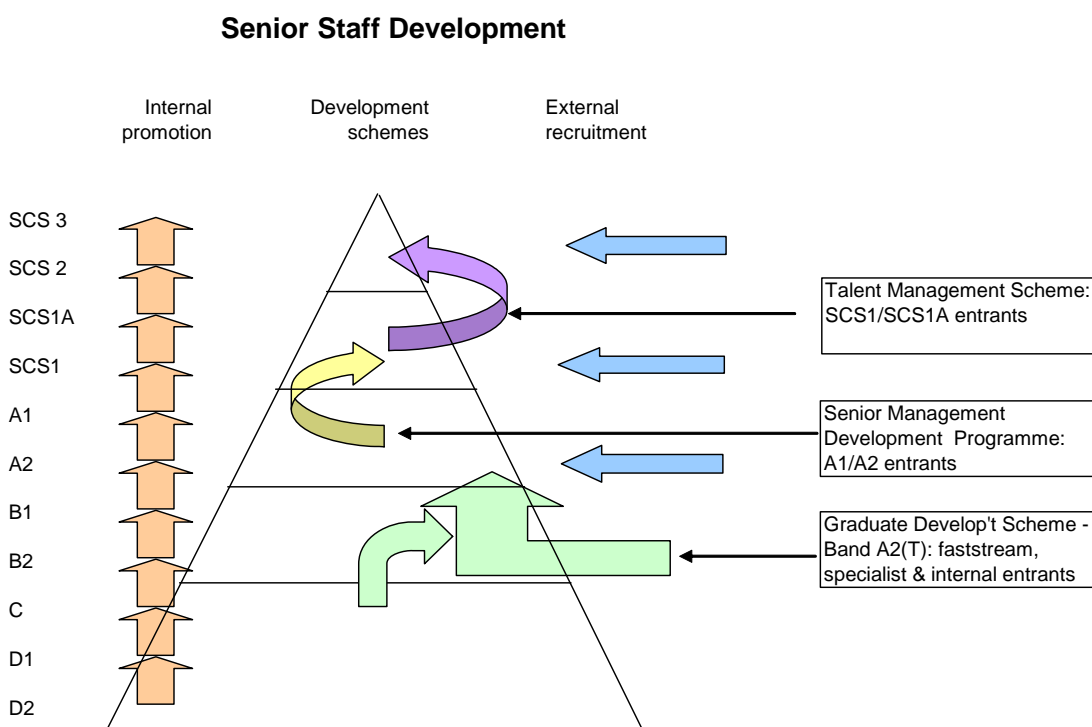 Senior Staff Development
Internal
promotion
Development
schemes
External
recruitment
SCS 3
SCS 2
SCS1A
SCS1
A1
A2
B1
B2
C
D1
D2
Talent Management Scheme:
SCS1/SCS1A entrants
Senior Management
Development Programme:
A1/A2 entrants
Graduate Develop't Scheme -
Band A2(T): faststream,
specialist & internal entrants